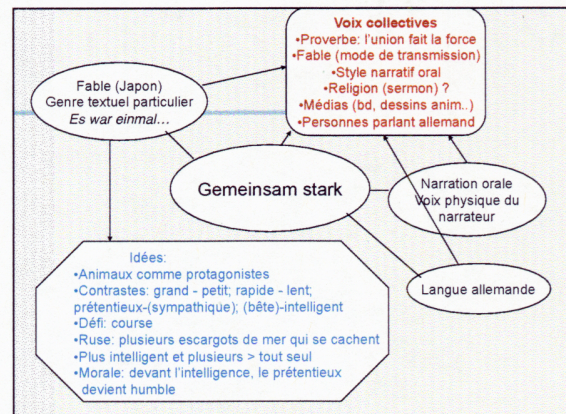 Voix collectives
•Proverbe: l'union fait la force
•Fable (mode de transmission)
•Style narratif oral
•Religion (sermon) ?
•Médias (bd, dessins anim..)
•Personnes parlant allemand
Fable (Japon)
Genre textuel particulier
Es war einmal…
Gemeinsam stark
Narration orale
Voix physique du
narrateur
Langue allemande
Idées:
•Animaux comme protagonistes
•Contrastes: grand - petit; rapide - lent;
prétentieux-(sympathique); (bête)-intelligent
•Défi: course
•Ruse: plusieurs escargots de mer qui se cachent
•Plus intelligent et plusieurs > tout seul
•Morale: devant l'intelligence, le prétentieux
devient humble